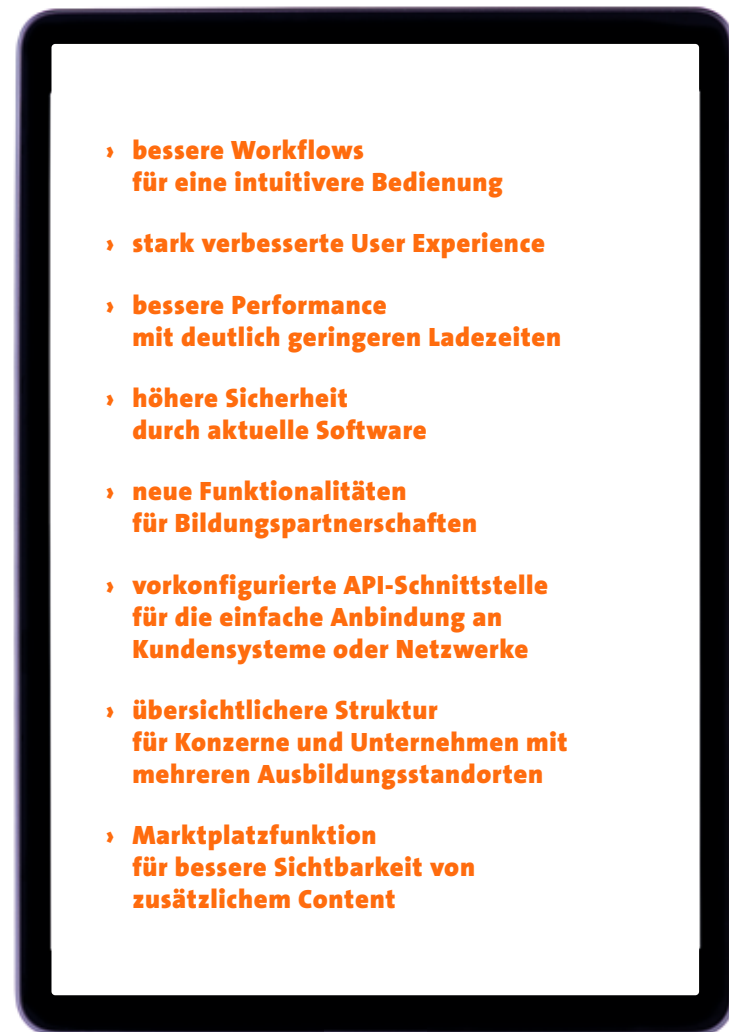 › bessere Workflows
für eine intuitivere Bedienung
› stark verbesserte User Experience
› bessere Performance
mit deutlich geringeren Ladezeiten
› höhere Sicherheit
durch aktuelle Software
› neue Funktionalitäten
für Bildungspartnerschaften
› vorkonfigurierte API-Schnittstelle
für die einfache Anbindung an
Kundensysteme oder Netzwerke
› übersichtlichere Struktur
für Konzerne und Unternehmen mit
mehreren Ausbildungsstandorten
› Marktplatzfunktion
für bessere Sichtbarkeit von
zusätzlichem Content